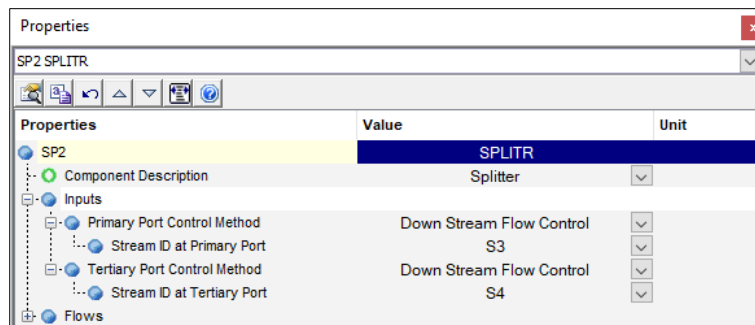 Properties
x
SP2 SPLITR
Properties Value Unit
SP2 SPLITR
Component Description Splitter
Inputs
Primary Port Control Method Down Stream Flow Control
Stream ID at Primary Port S3
Tertiary Port Control Method Down Stream Flow Control
Stream ID at Tertiary Port S4
Flows